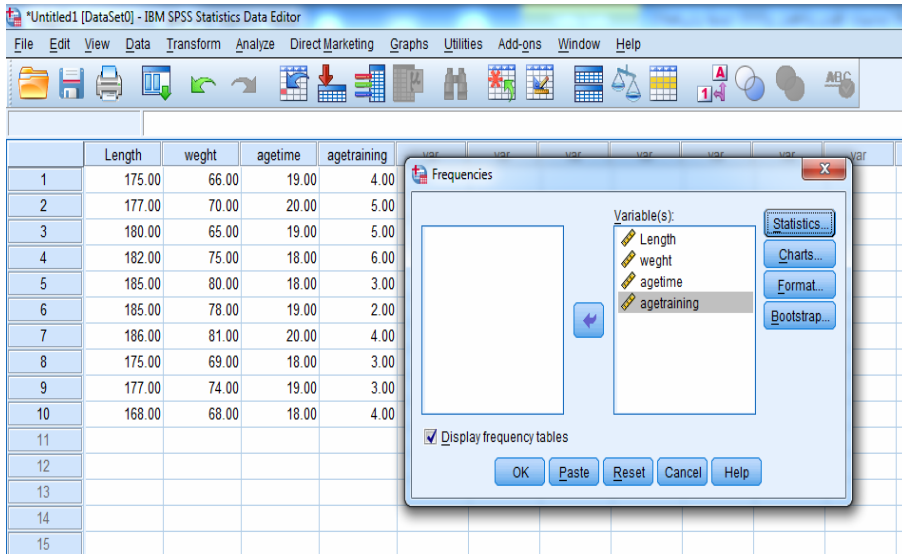 *Untitled1 [DataSet0] - IBM SPSS Statistics Data Editor
File Edit View Data Transform Analyze Direct Marketing Graphs Utilities Add-ons Window Help
Length weght agetime agetraining var var var var var var var
1 175.00 66.00 19.00 4.00
2 177.00 70.00 20.00 5.00
3 180.00 65.00 19.00 5.00
4 182.00 75.00 18.00 6.00
5 185.00 80.00 18.00 3.00
6 185.00 78.00 19.00 2.00
7 186.00 81.00 20.00 4.00
8 175.00 69.00 18.00 3.00
9 177.00 74.00 19.00 3.00
10 168.00 68.00 18.00 4.00
11
12
13
14
15
Frequencies
Variable(s):
Length
weght
agetime
agetraining
Statistics...
Charts...
Format...
Bootstrap...
Display frequency tables
OK Paste Reset Cancel Help